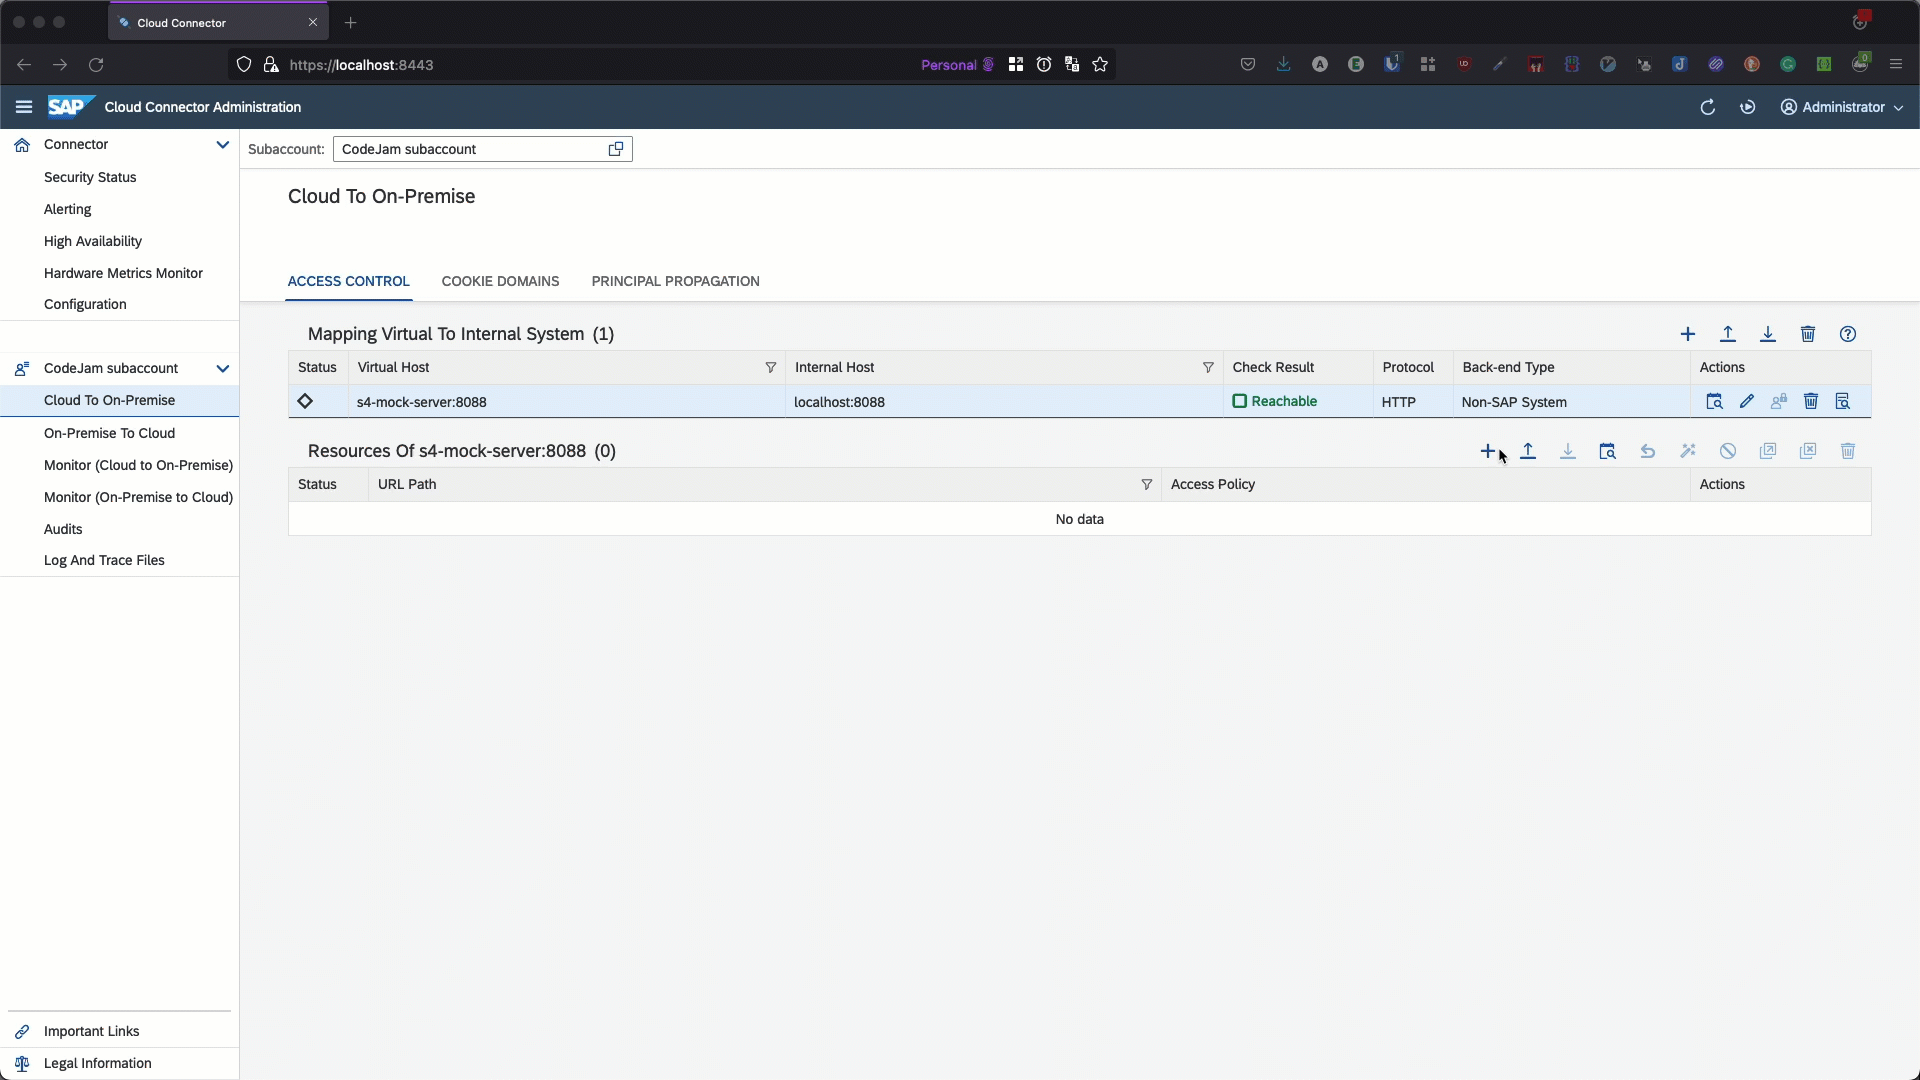 Cloud Connector
https://localhost:8443
Personal
SAP
Cloud Connector Administration
Administrator
Connector
Security Status
Alerting
High Availability
Hardware Metrics Monitor
Configuration
CodeJam subaccount
Cloud To On-Premise
On-Premise To Cloud
Monitor (Cloud to On-Premise)
Monitor (On-Premise to Cloud)
Audits
Log And Trace Files
Important Links
Legal Information
Subaccount: CodeJam subaccount
Cloud To On-Premise
ACCESS CONTROL COOKIE DOMAINS PRINCIPAL PROPAGATION
Mapping Virtual To Internal System (1)
Status Virtual Host Internal Host Check Result Protocol Back-end Type Actions
s4-mock-server:8088 localhost:8088 Reachable HTTP Non-SAP System
Resources Of s4-mock-server:8088 (0)
Status URL Path Access Policy Actions
No data